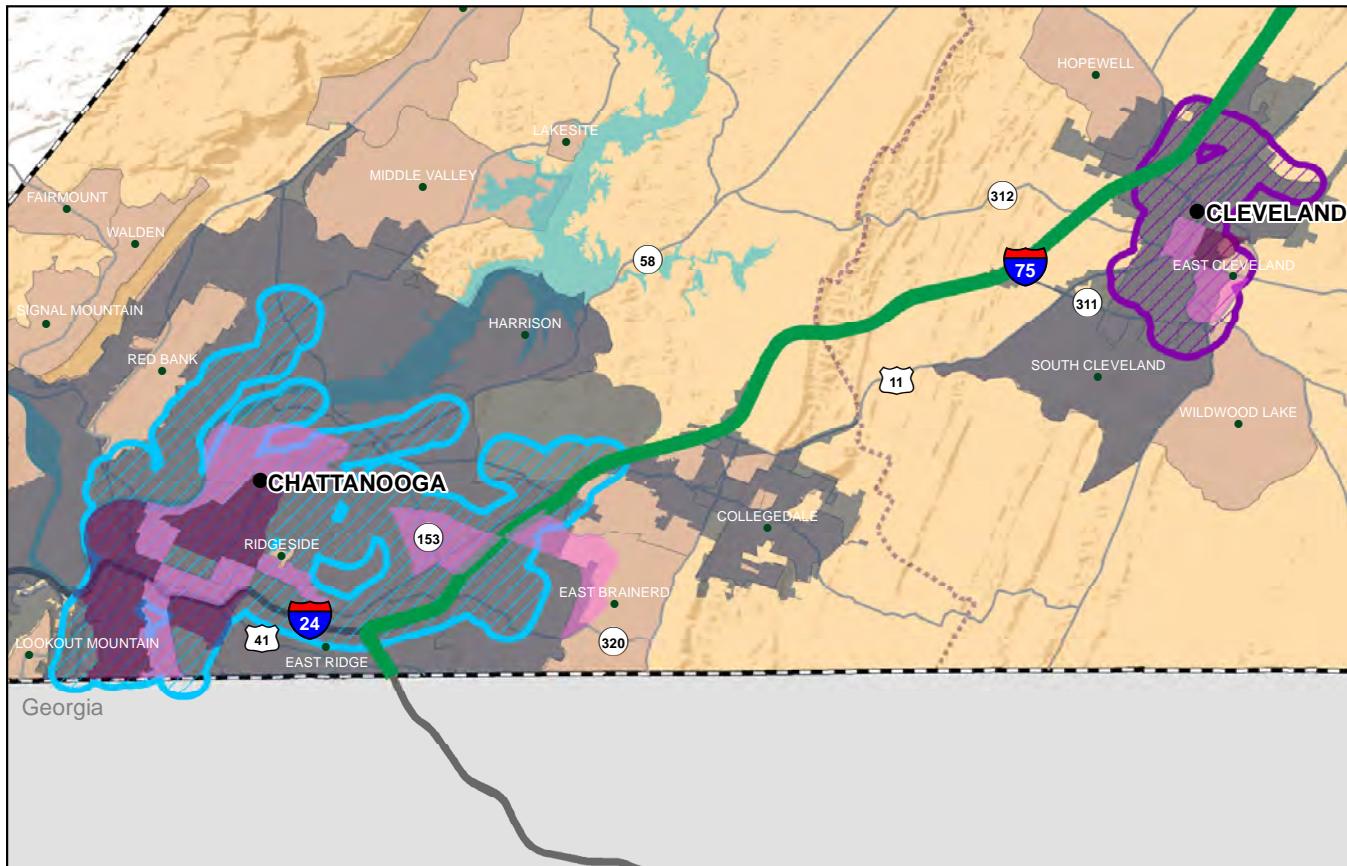 HOPEWELL
LAKESITE
MIDDLE VALLEY
FAIRMOUNT
312
WALDEN
CLEVELAND
58
75
EAST CLEVELAND
SIGNAL MOUNTAIN
311
HARRISON
RED BANK
SOUTH CLEVELAND
11
WILDWOOD LAKE
CHATTANOOGA
COLLEGEDALE
153
RIDGESIDE
EAST BRAINERD
24
41
320
LOOKOUT MOUNTAIN
EAST RIDGE
Georgia